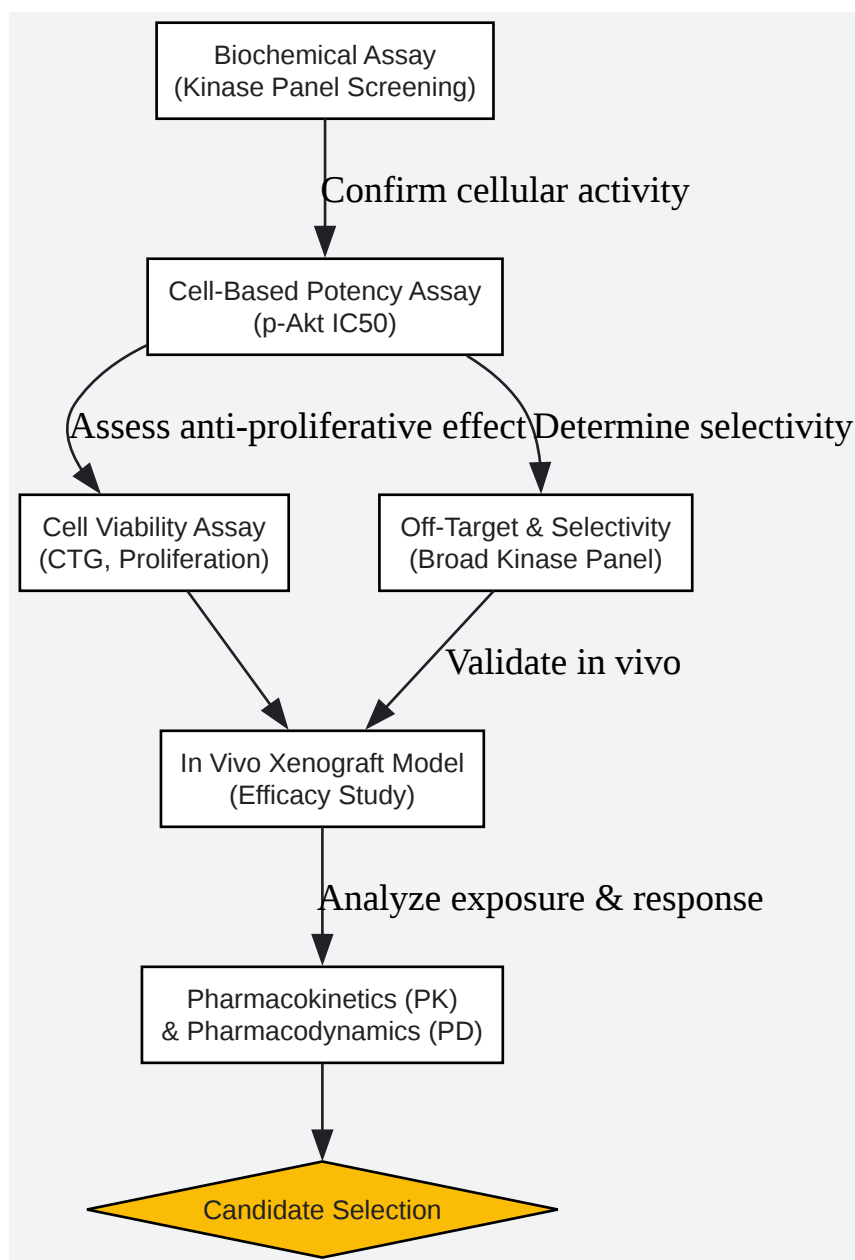 Biochemical Assay
(Kinase Panel Screening)
Confirm cellular activity
Cell-Based Potency Assay
(p-Akt IC50)
Assess anti-proliferative effect
Determine selectivity
Cell Viability Assay
(CTG, Proliferation)
Off-Target & Selectivity
(Broad Kinase Panel)
Validate in vivo
In Vivo Xenograft Model
(Efficacy Study)
Analyze exposure & response
Pharmacokinetics (PK)
& Pharmacodynamics (PD)
Candidate Selection